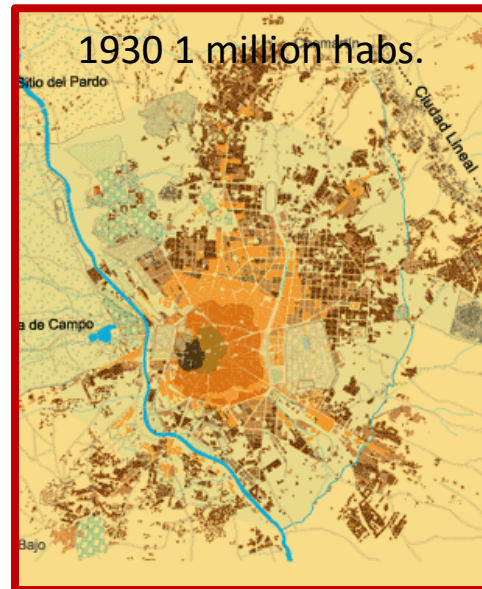 1930 1 million habs.
Sitio del Pardo
Ciudad Lineal
a de Campo
Bajo